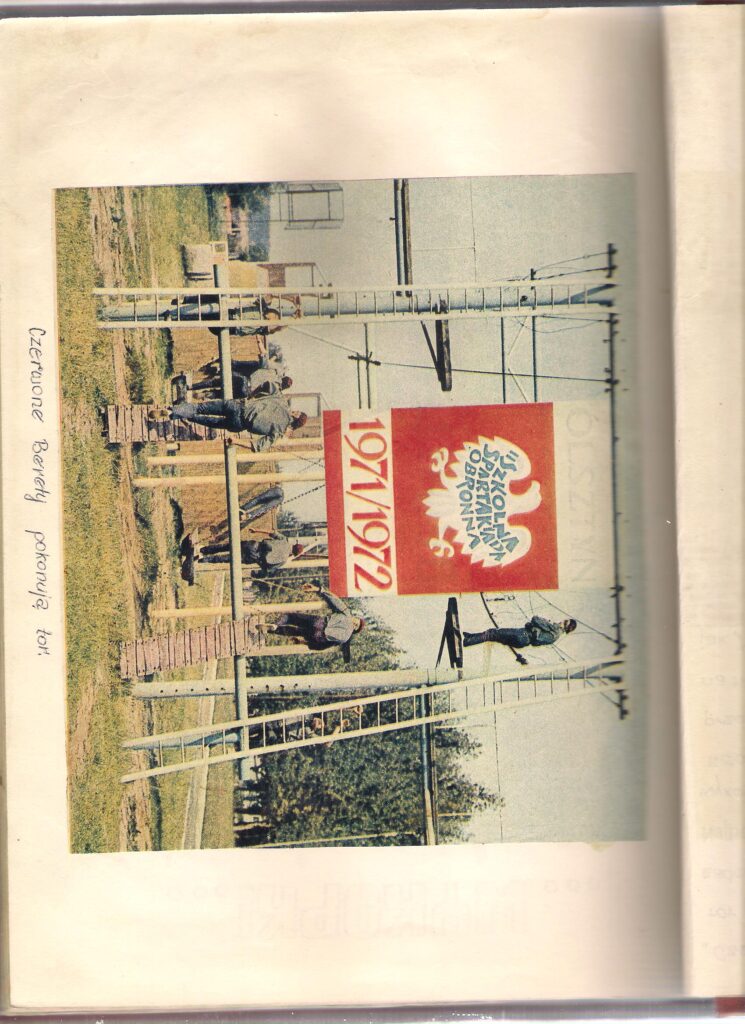 OLSZTYN
SZKOLNA
SPARTAKIADA
OBRONNA
1971/1972
Czerwone Berety pokonują tor.